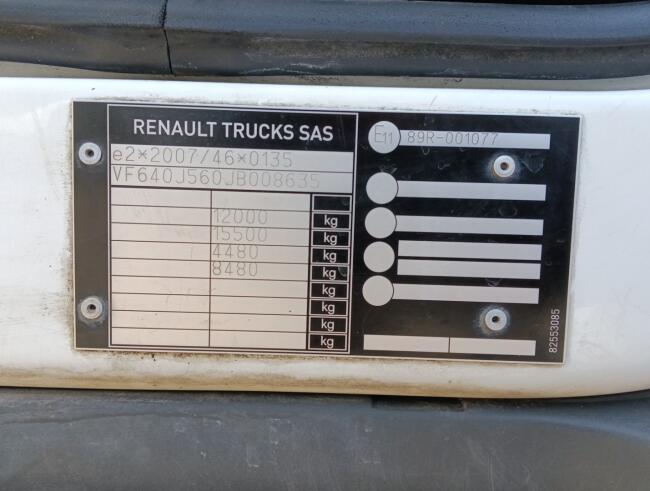 RENAULT TRUCKS SAS
e2*2007/46*0135
VF640J560JB008635
12000 kg
15500 kg
4480 kg
8480 kg
kg
kg
kg
kg
E11 89R-001077
82553085